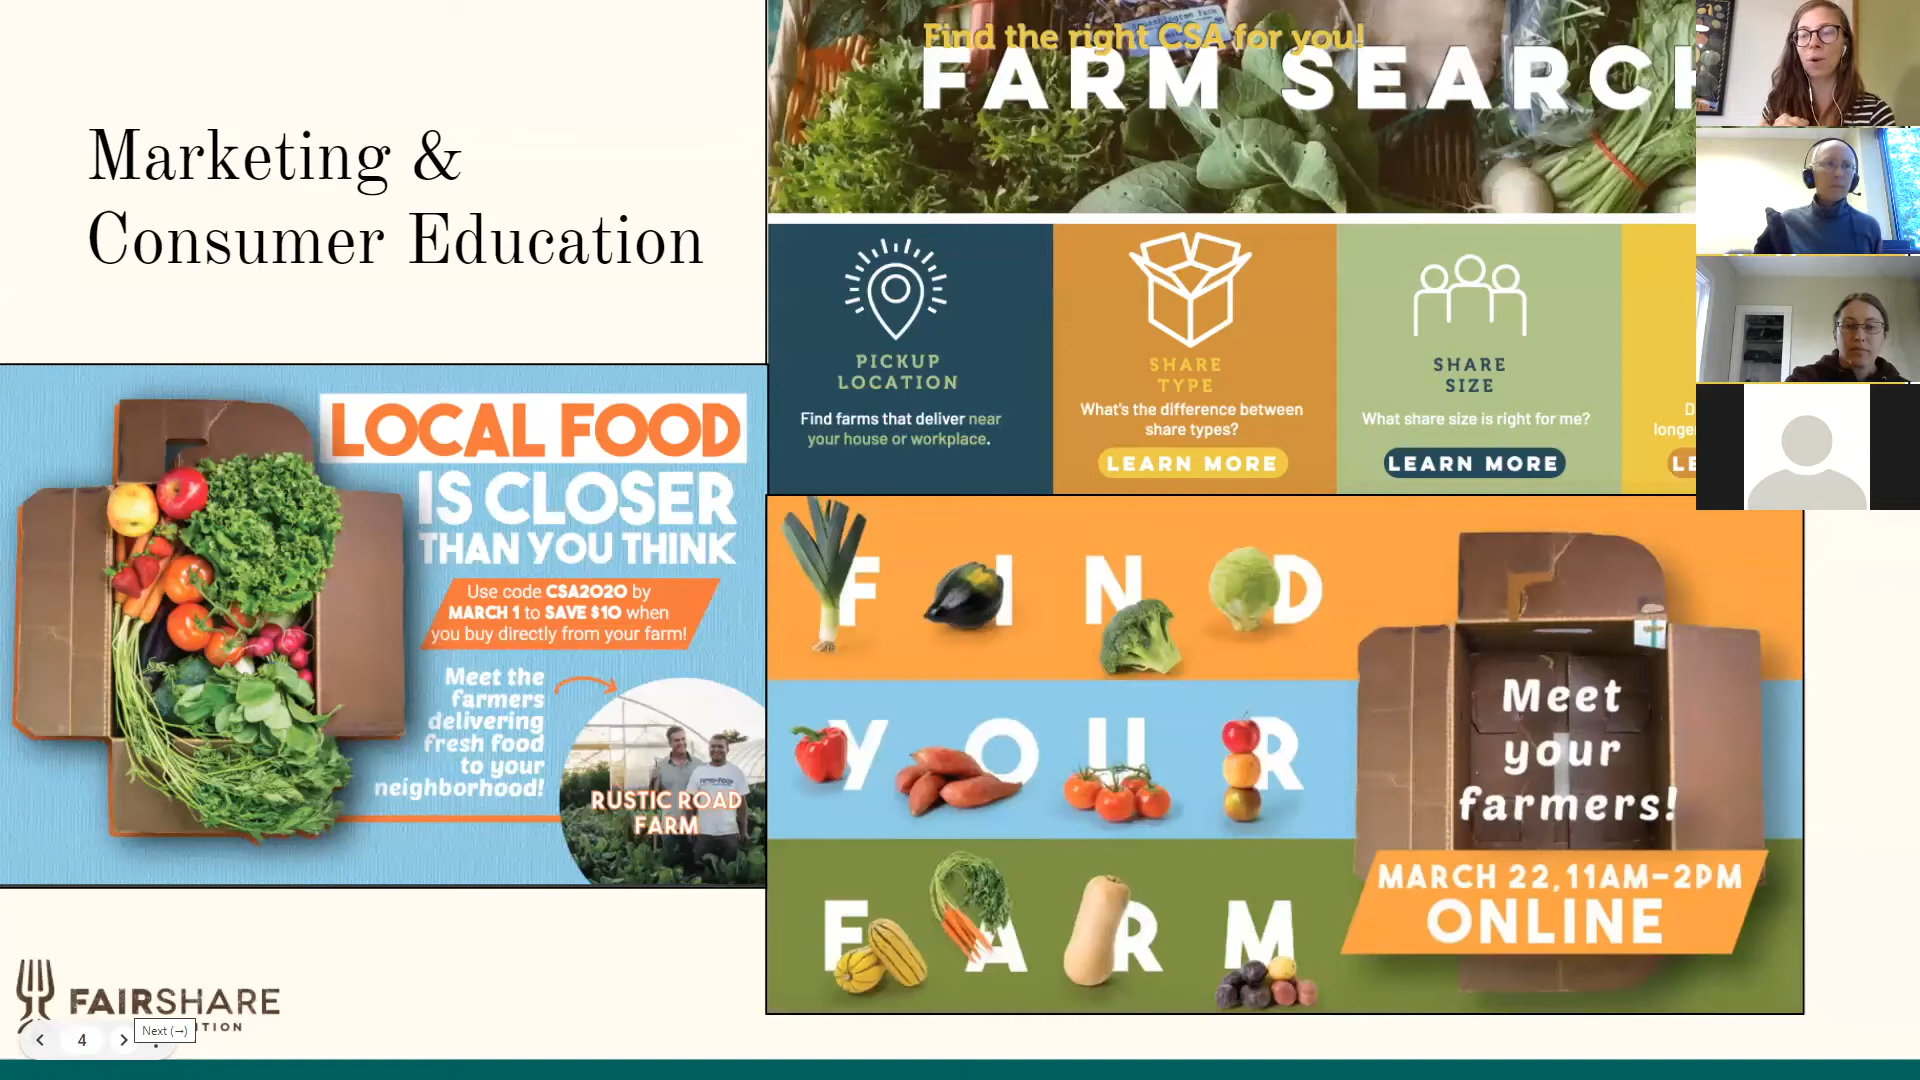 Marketing &
Consumer Education
Find the right CSA for you!
FARM SEARCH
PICKUP
LOCATION
Find farms that deliver near
your house or workplace.
SHARE
TYPE
What's the difference between
share types?
LEARN MORE
SHARE
SIZE
What share size is right for me?
LEARN MORE
LOCAL FOOD
IS CLOSER
THAN YOU THINK
Use code CSA2020 by
MARCH 1 to SAVE $10 when
you buy directly from your farm!
Meet the
farmers
delivering
fresh food
to your
neighborhood!
RUSTIC ROAD
FARM
FIND
YOUR
FARM
Meet
your
farmers!
MARCH 22, 11AM-2PM
ONLINE
FAIRSHARE
4
Next (→)